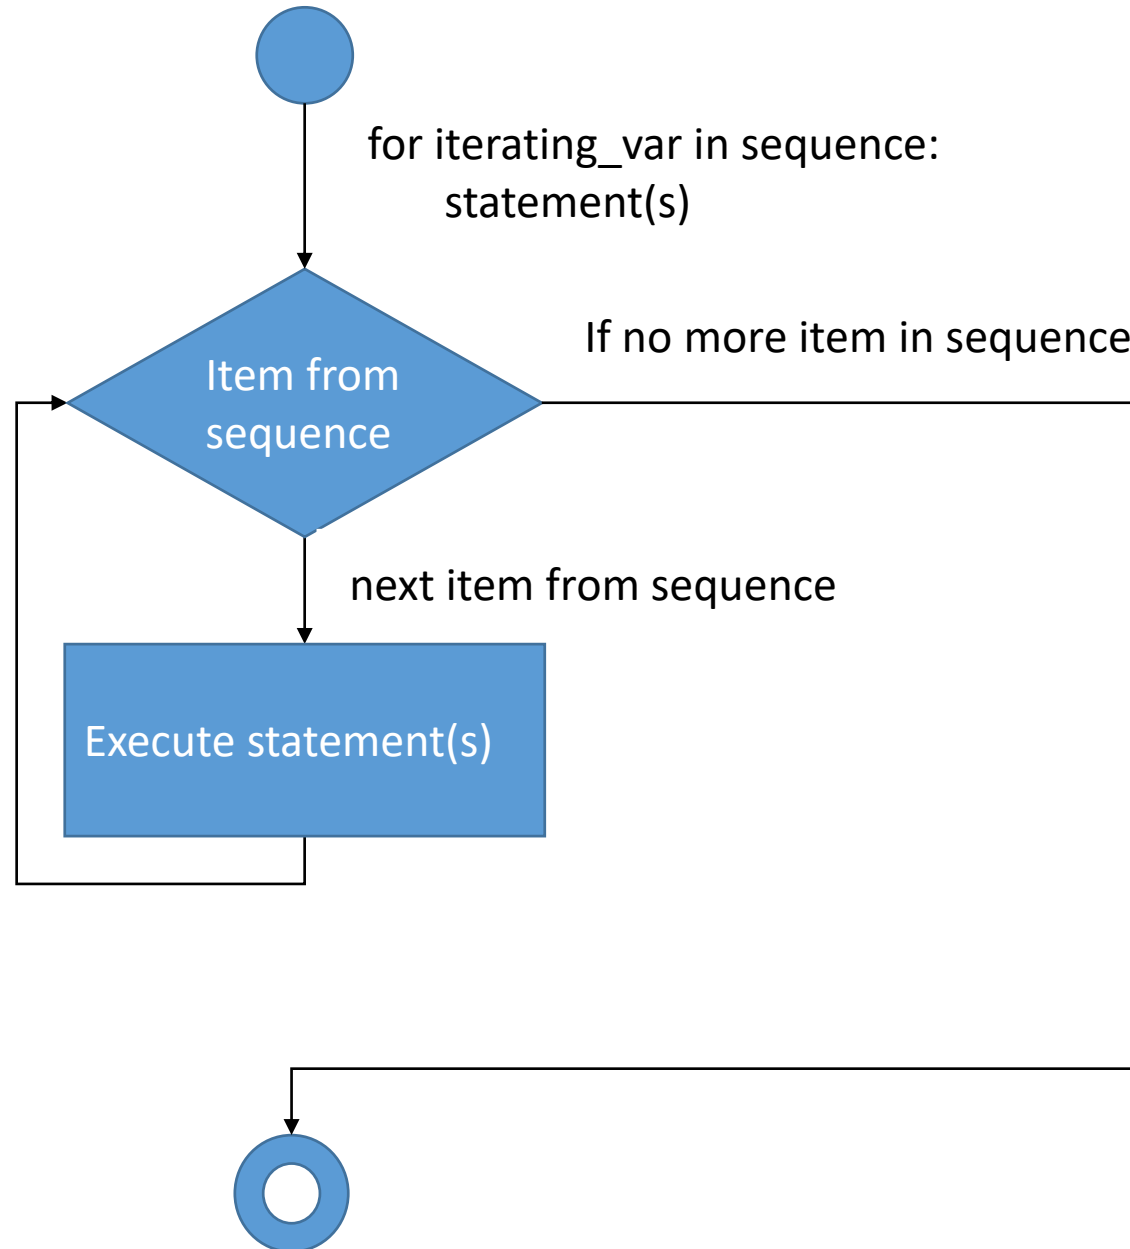 for iterating_var in sequence:
statement(s)
If no more item in sequence
Item from
sequence
next item from sequence
Execute statement(s)